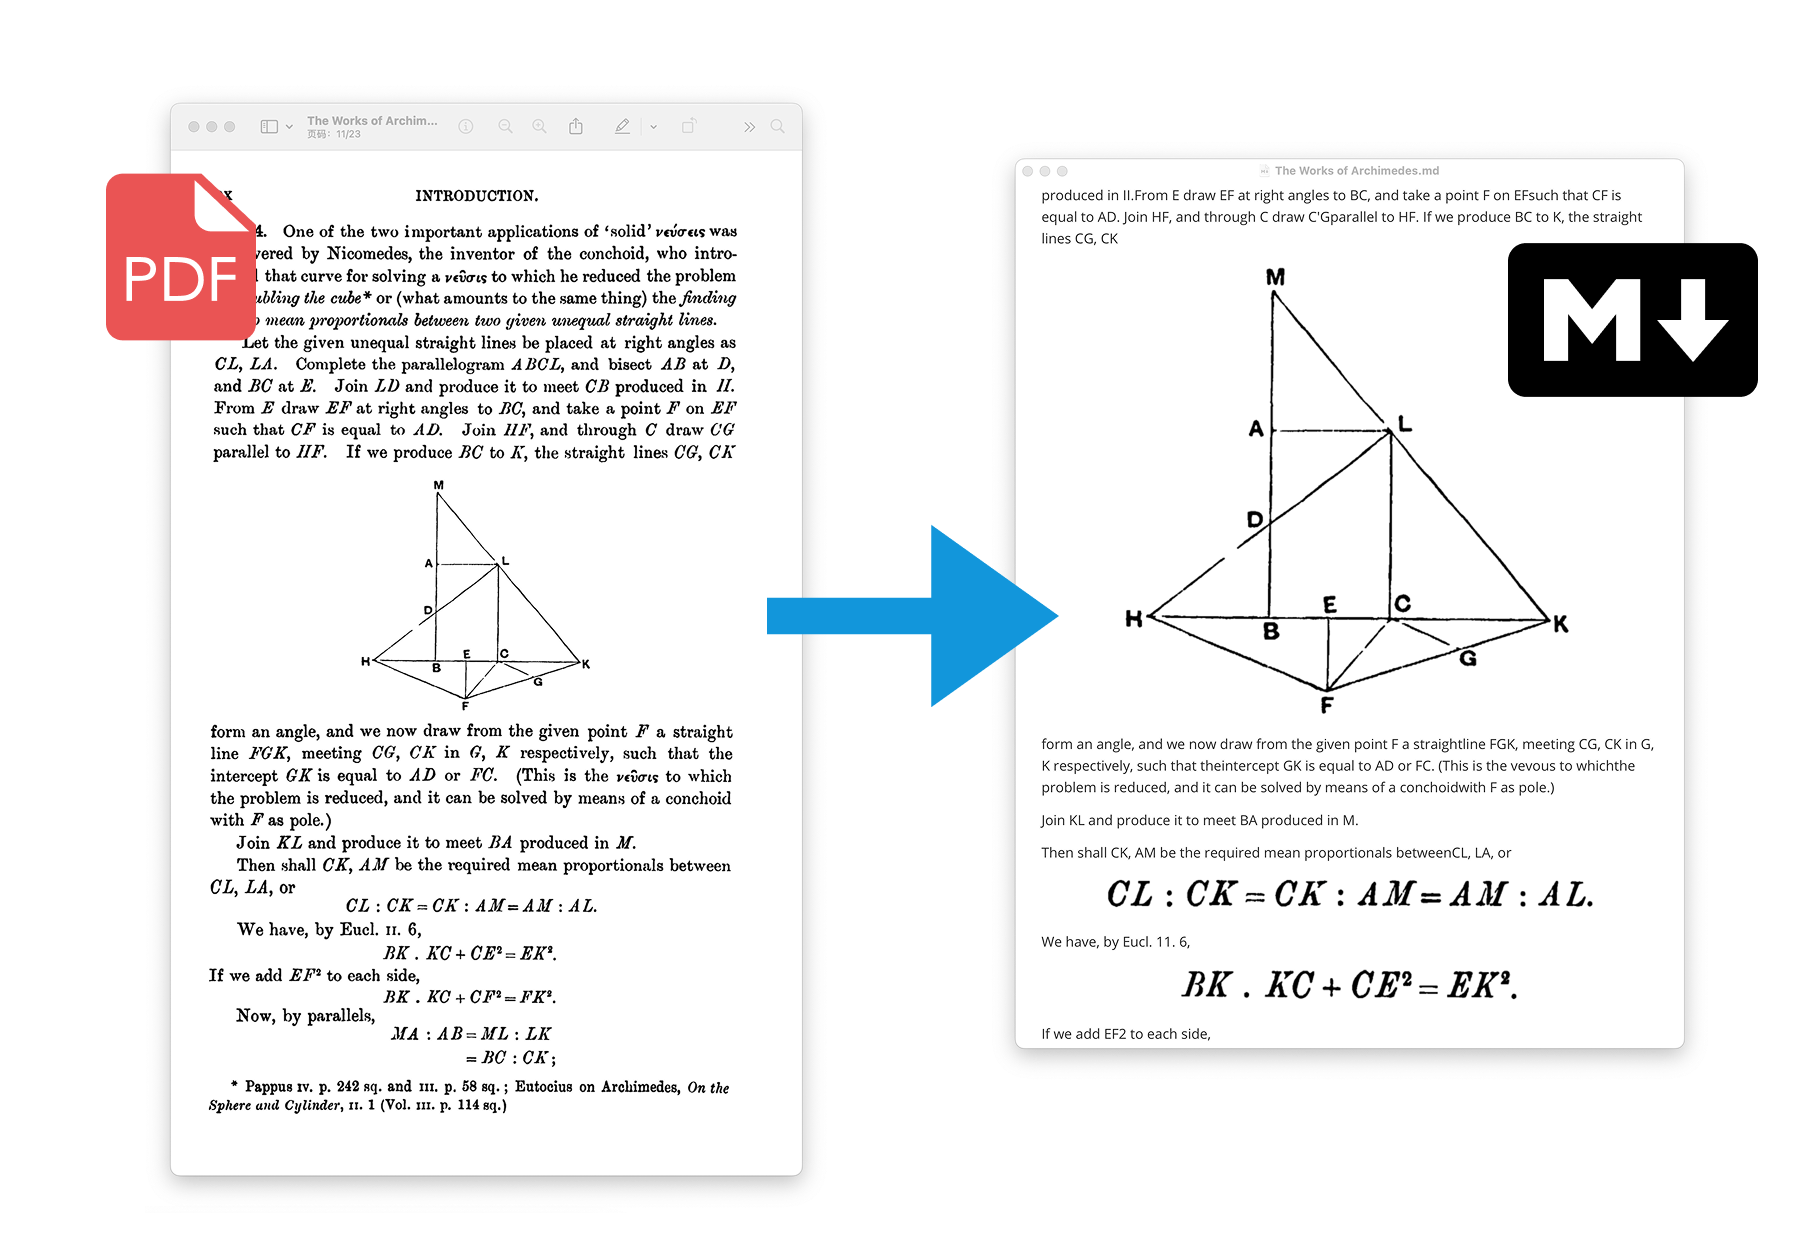 The Works of Archim...
页码: 11/23
PDF
x
INTRODUCTION.
4. One of the two important applications of ‘solid’ νεύσεις was
vered by Nicomedes, the inventor of the conchoid, who intro-
that curve for solving a νεῦσις to which he reduced the problem
ubling the cube* or (what amounts to the same thing) the finding
mean proportionals between two given unequal straight lines.
Let the given unequal straight lines be placed at right angles as
CL, LA. Complete the parallelogram ABCL, and bisect AB at D,
and BC at E. Join LD and produce it to meet CB produced in H.
From E draw EF at right angles to BC, and take a point F on EF
such that CF is equal to AD. Join HF, and through C draw CG
parallel to HF. If we produce BC to K, the straight lines CG, CK
M
A
L
D
H
B
E
C
K
G
F
form an angle, and we now draw from the given point F a straight
line FGK, meeting CG, CK in G, K respectively, such that the
intercept GK is equal to AD or FC. (This is the νεῦσις to which
the problem is reduced, and it can be solved by means of a conchoid
with F as pole.)
Join KL and produce it to meet BA produced in M.
Then shall CK, AM be the required mean proportionals between
CL, LA, or
CL : CK = CK : AM = AM : AL.
We have, by Eucl. II. 6,
BK . KC + CE² = EK².
If we add EF² to each side,
BK . KC + CF² = FK².
Now, by parallels,
MA : AB = ML : LK
= BC : CK ;
* Pappus IV. p. 242 sq. and III. p. 58 sq. ; Eutocius on Archimedes, On the
Sphere and Cylinder, II. 1 (Vol. III. p. 114 sq.)
The Works of Archimedes.md
produced in II.From E draw EF at right angles to BC, and take a point F on EFsuch that CF is
equal to AD. Join HF, and through C draw C'Gparallel to HF. If we produce BC to K, the straight
lines CG, CK
M
M
A
L
D
H
B
E
C
K
G
F
form an angle, and we now draw from the given point F a straightline FGK, meeting CG, CK in G,
K respectively, such that theintercept GK is equal to AD or FC. (This is the vevous to whichthe
problem is reduced, and it can be solved by means of a conchoidwith F as pole.)
Join KL and produce it to meet BA produced in M.
Then shall CK, AM be the required mean proportionals betweenCL, LA, or
CL : CK = CK : AM = AM : AL.
We have, by Eucl. 11. 6,
BK . KC + CE² = EK².
If we add EF2 to each side,